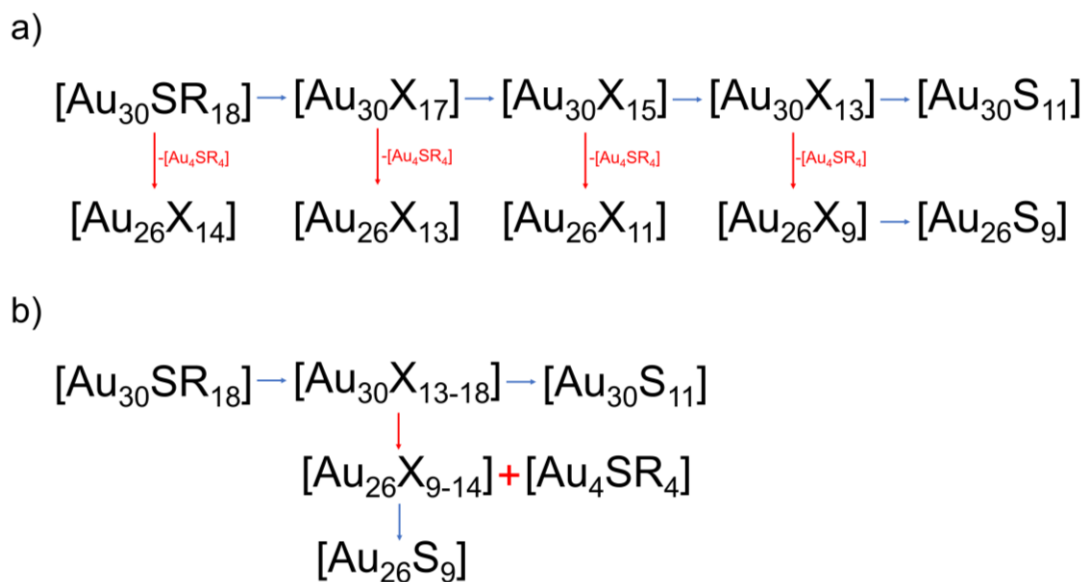 a)
[Au₃₀SR₁₈] → [Au₃₀X₁₇] → [Au₃₀X₁₅] → [Au₃₀X₁₃] → [Au₃₀S₁₁]
-[Au₄SR₄] -[Au₄SR₄] -[Au₄SR₄] -[Au₄SR₄]
[Au₂₆X₁₄] [Au₂₆X₁₃] [Au₂₆X₁₁] [Au₂₆X₉] → [Au₂₆S₉]
b)
[Au₃₀SR₁₈] → [Au₃₀X₁₃₋₁₈] → [Au₃₀S₁₁]
[Au₂₆X₉₋₁₄]+[Au₄SR₄]
[Au₂₆S₉]